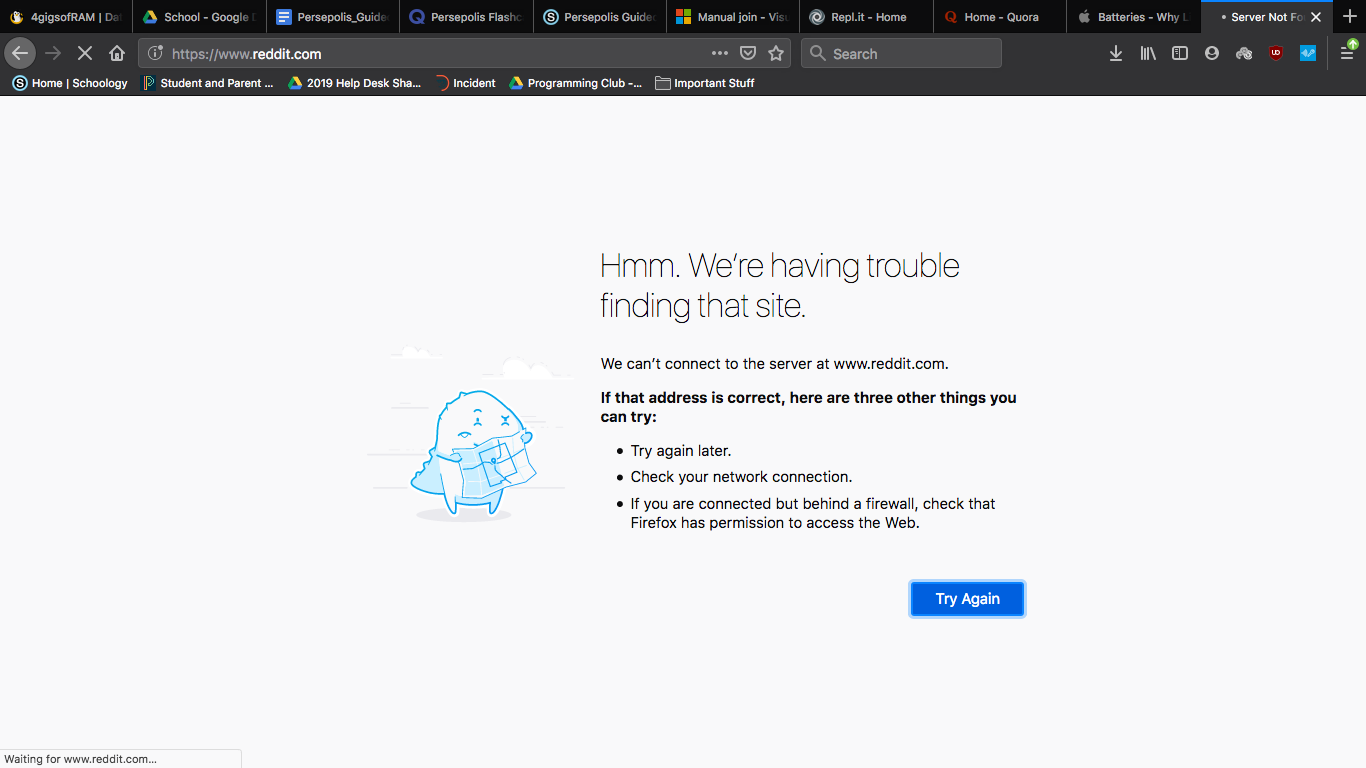 4gigsofRAM | Da
School - Google D
Persepolis_Guide
Persepolis Flashc
Persepolis Guide
Manual join - Vis
Repl.it - Home
Home - Quora
Batteries - Why L
Server Not Fo
https://www.reddit.com
Search
Home | Schoology
Student and Parent ...
2019 Help Desk Sha...
Incident
Programming Club -...
Important Stuff
Hmm. We're having trouble
finding that site.
We can't connect to the server at www.reddit.com.
If that address is correct, here are three other things you
can try:
Try again later.
Check your network connection.
If you are connected but behind a firewall, check that
Firefox has permission to access the Web.
Try Again
Waiting for www.reddit.com...